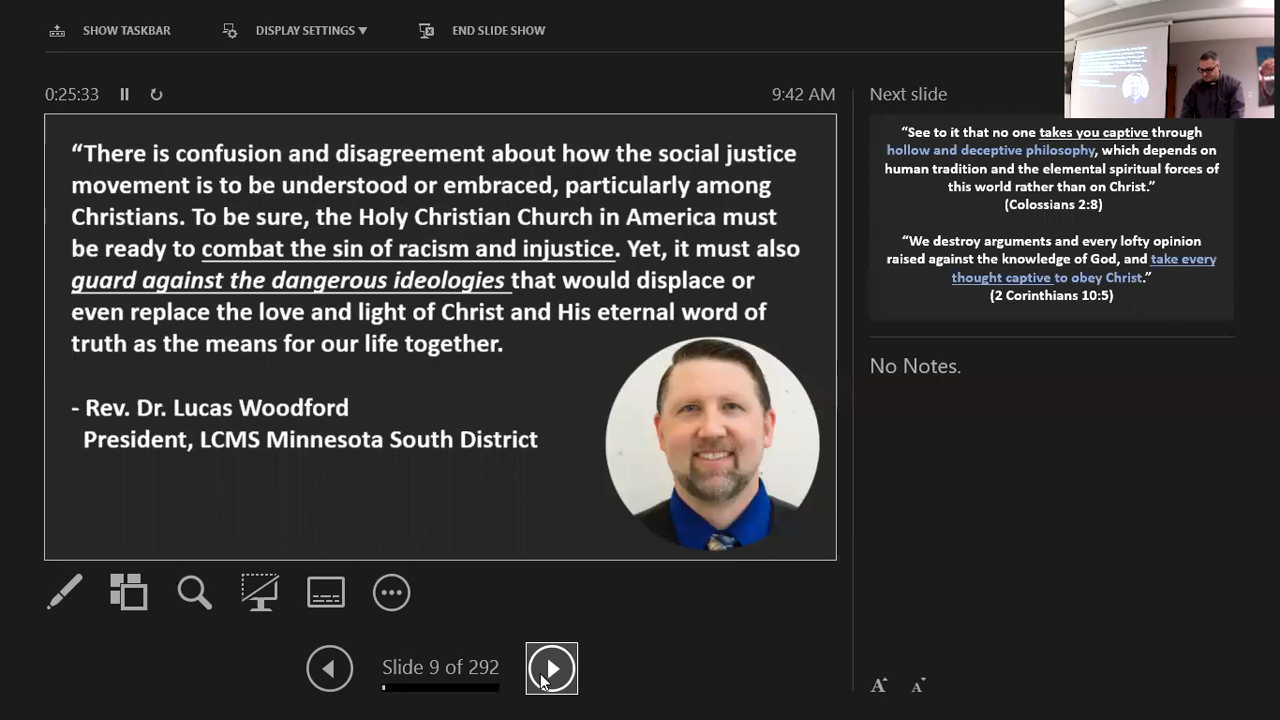 SHOW TASKBAR
DISPLAY SETTINGS ▾
END SLIDE SHOW
0:25:33
9:42 AM
“There is confusion and disagreement about how the social justice
movement is to be understood or embraced, particularly among
Christians. To be sure, the Holy Christian Church in America must
be ready to combat the sin of racism and injustice. Yet, it must also
guard against the dangerous ideologies that would displace or
even replace the love and light of Christ and His eternal word of
truth as the means for our life together.
- Rev. Dr. Lucas Woodford
President, LCMS Minnesota South District
Next slide
“See to it that no one takes you captive through
hollow and deceptive philosophy, which depends on
human tradition and the elemental spiritual forces of
this world rather than on Christ.”
(Colossians 2:8)
“We destroy arguments and every lofty opinion
raised against the knowledge of God, and take every
thought captive to obey Christ.”
(2 Corinthians 10:5)
No Notes.
Slide 9 of 292
A A